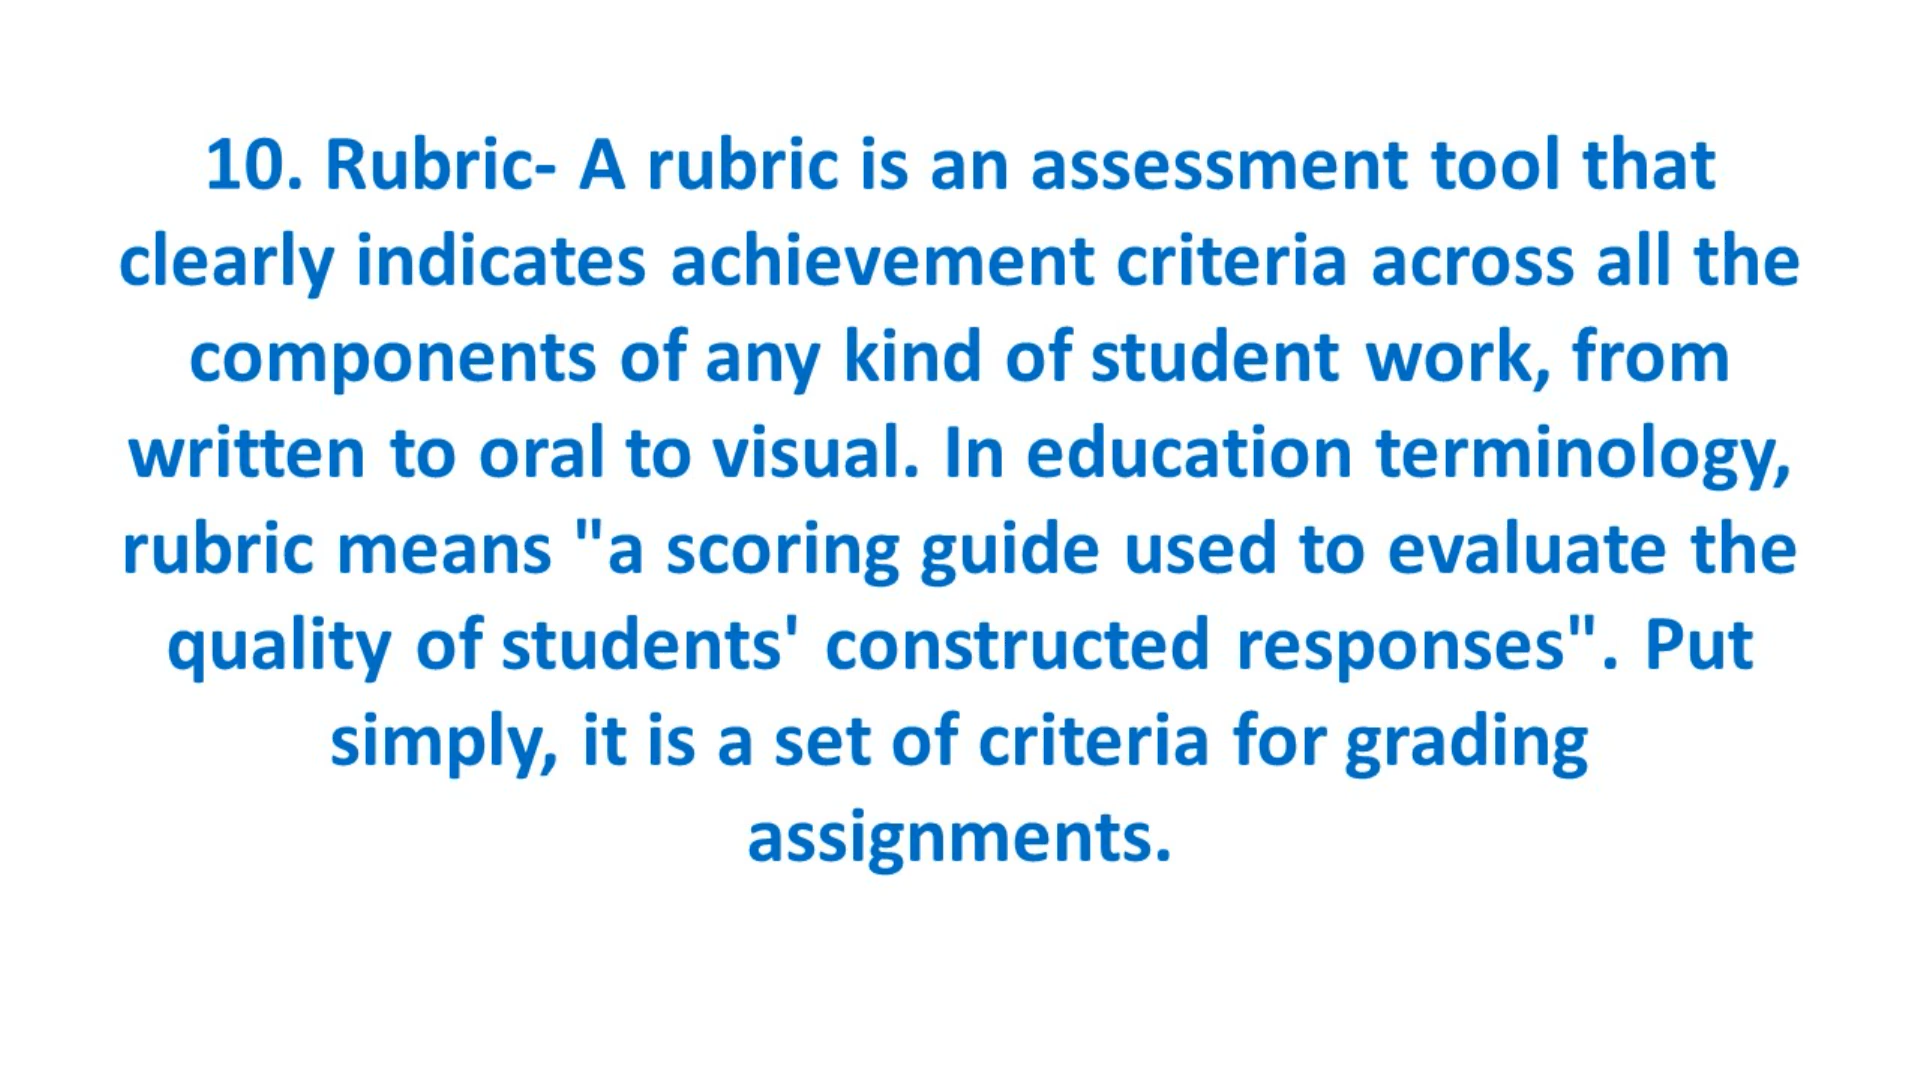 10. Rubric- A rubric is an assessment tool that
clearly indicates achievement criteria across all the
components of any kind of student work, from
written to oral to visual. In education terminology,
rubric means "a scoring guide used to evaluate the
quality of students' constructed responses". Put
simply, it is a set of criteria for grading
assignments.